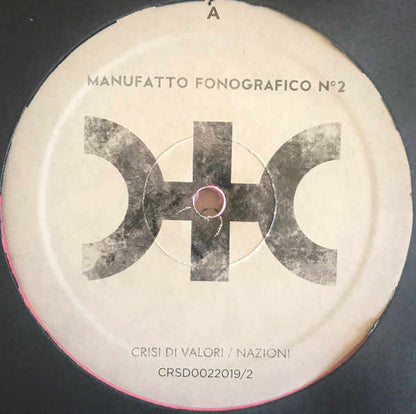 A
MANUFATTO FONOGRAFICO N°2
CRISI DI VALORI / NAZIONI
CRSD0022019/2